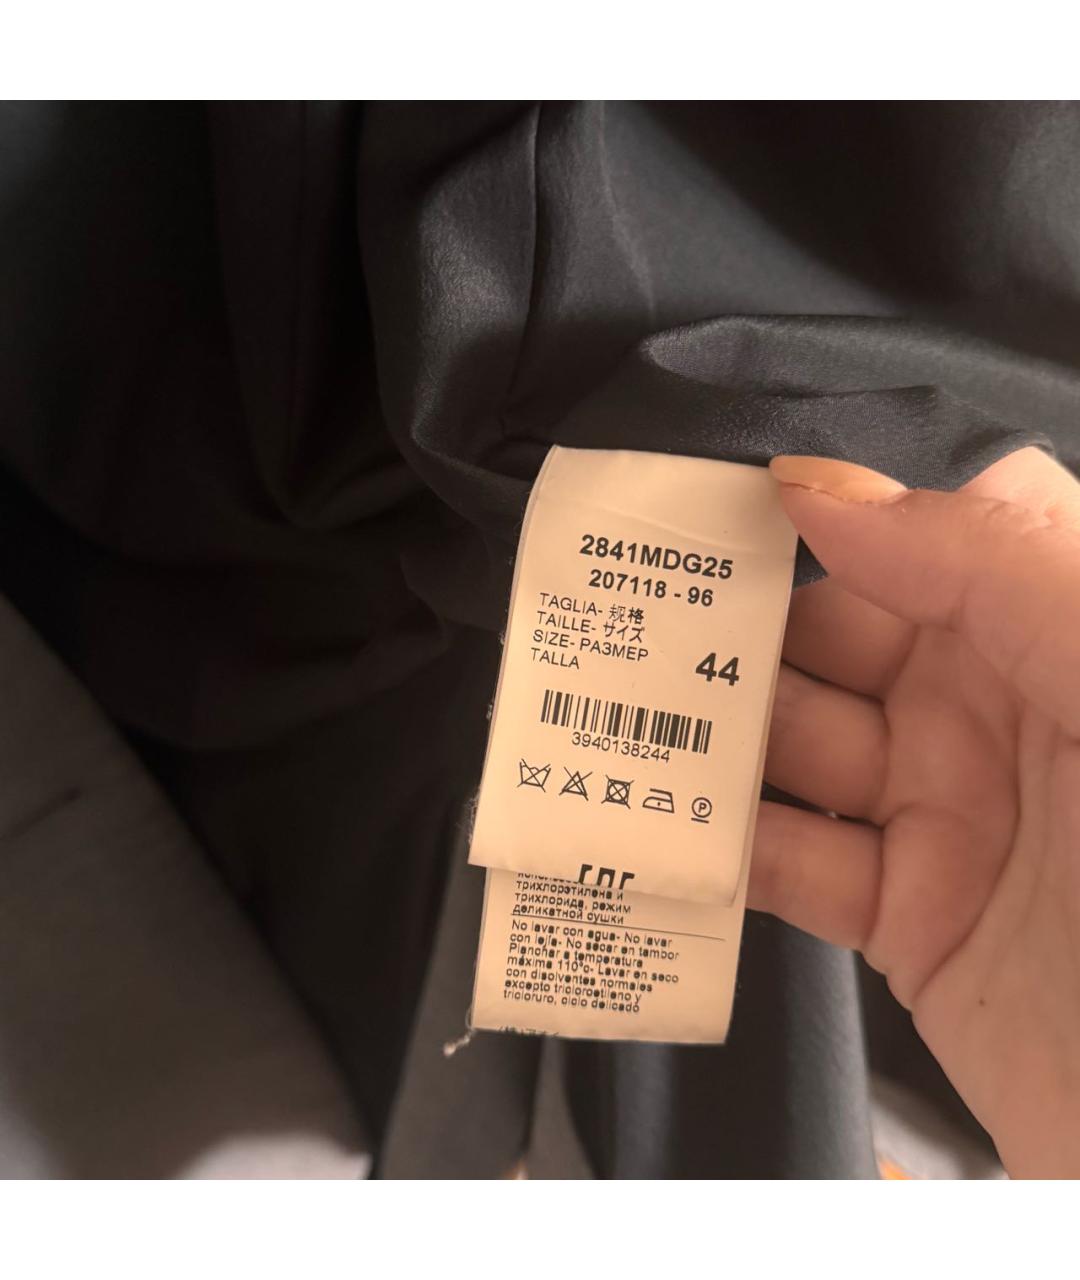 2841MDG25
207118 - 96
TAGLIA- 规格
TAILLE- サイズ
SIZE- РАЗМЕР
TALLA
44
3940138244
P
трихлорэтилена и
трихлорида, режим
деликатной сушки
No lavar con agua- No lavar
con lejía- No secar en tambor
Planchar a temperatura
máxima 110°c- Lavar en seco
con disolventes normales
excepto tricloroetileno y
tricloruro, ciclo delicado